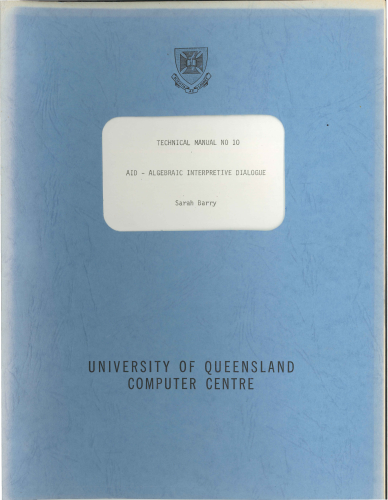 TECHNICAL MANUAL NO 10
AID - ALGEBRAIC INTERPRETIVE DIALOGUE
Sarah Barry
UNIVERSITY OF QUEENSLAND
COMPUTER CENTRE